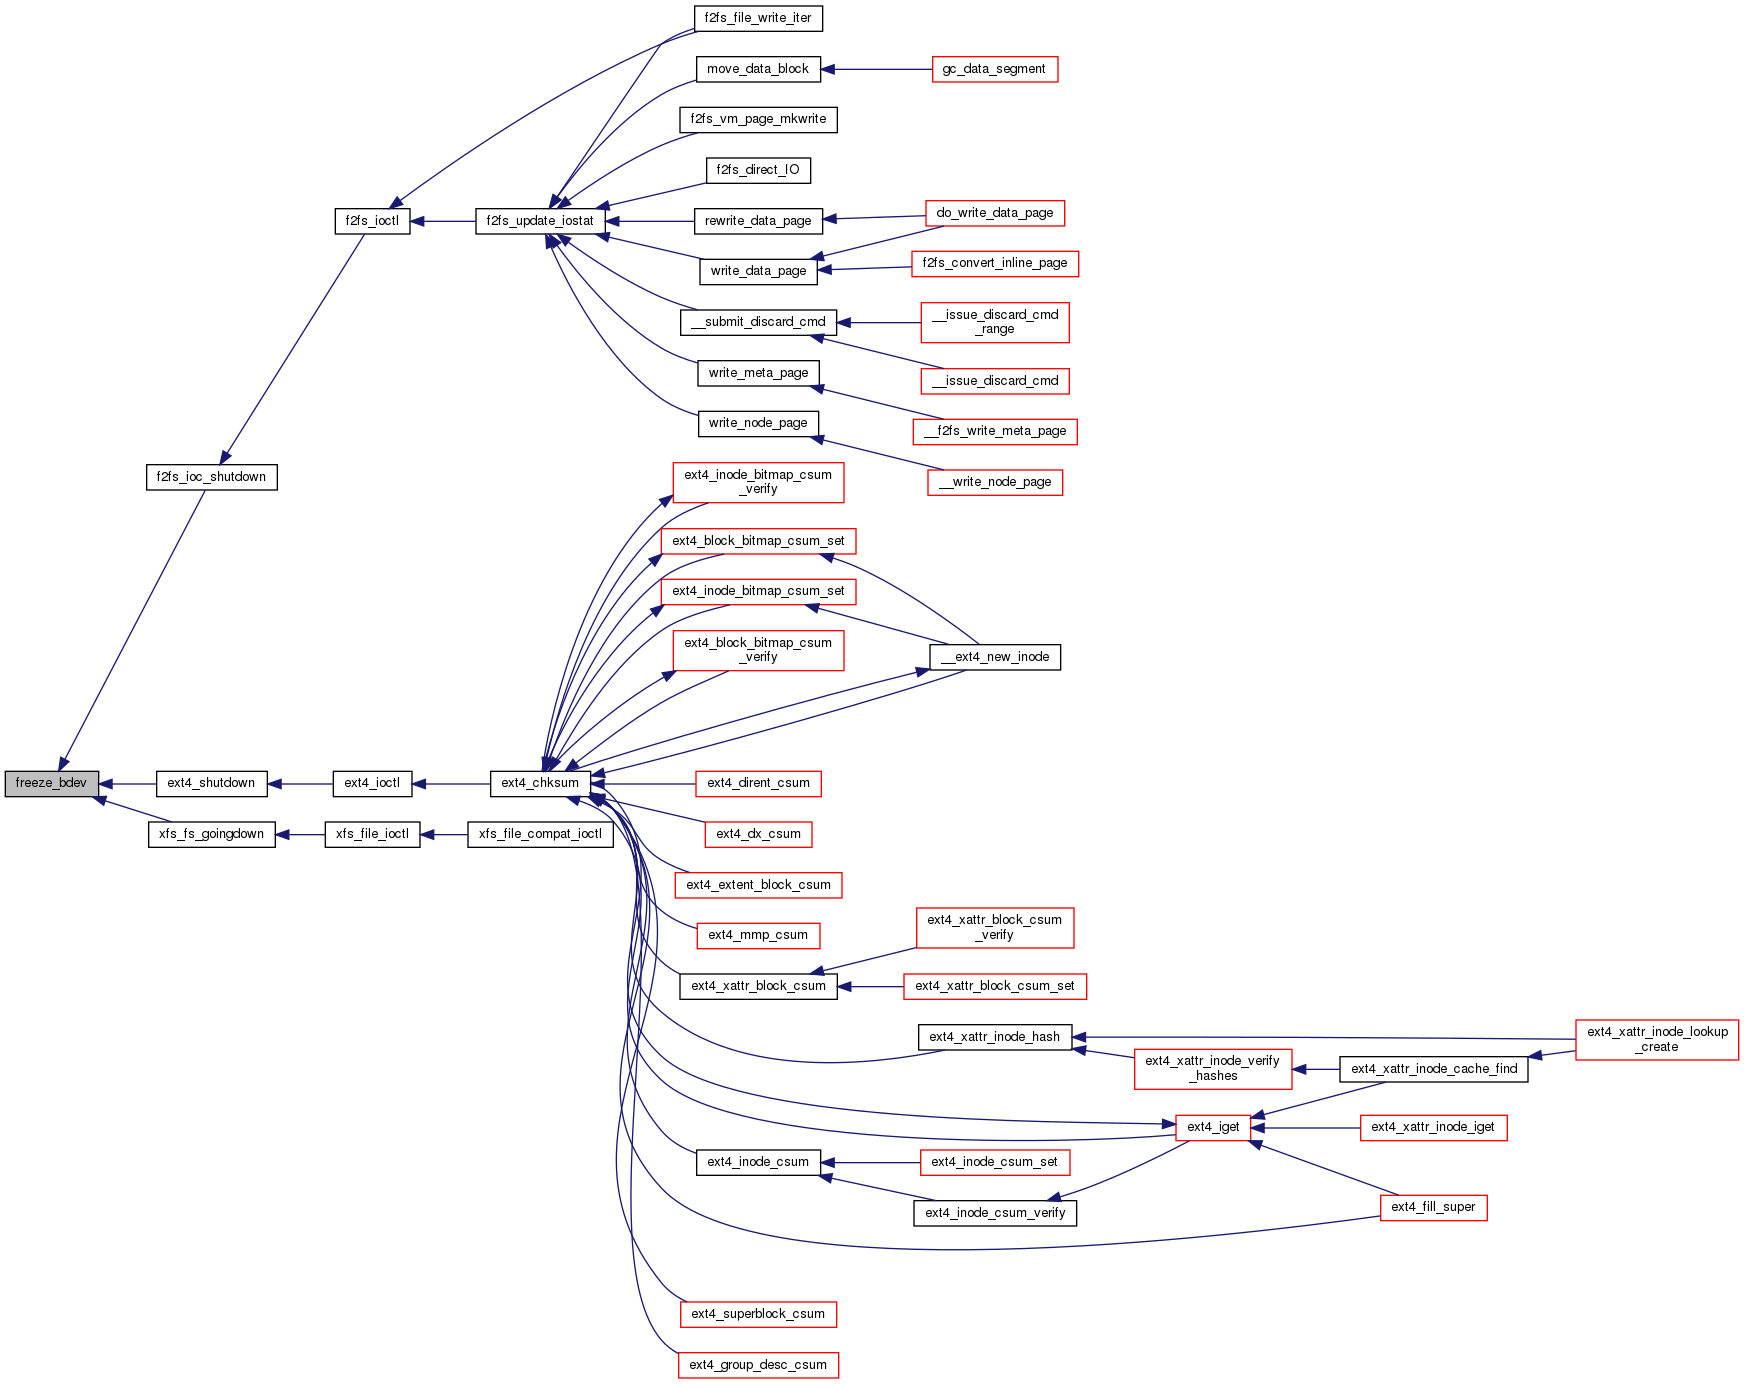 f2fs_file_write_iter
move_data_block
gc_data_segment
f2fs_vm_page_mkwrite
f2fs_direct_IO
f2fs_ioctl
f2fs_update_iostat
rewrite_data_page
do_write_data_page
write_data_page
f2fs_convert_inline_page
__submit_discard_cmd
__issue_discard_cmd
_range
write_meta_page
__issue_discard_cmd
write_node_page
__f2fs_write_meta_page
f2fs_ioc_shutdown
ext4_inode_bitmap_csum
_verify
__write_node_page
ext4_block_bitmap_csum_set
ext4_inode_bitmap_csum_set
ext4_block_bitmap_csum
_verify
__ext4_new_inode
freeze_bdev
ext4_shutdown
ext4_ioctl
ext4_chksum
ext4_dirent_csum
xfs_fs_goingdown
xfs_file_ioctl
xfs_file_compat_ioctl
ext4_dx_csum
ext4_extent_block_csum
ext4_mmp_csum
ext4_xattr_block_csum
_verify
ext4_xattr_block_csum
ext4_xattr_block_csum_set
ext4_xattr_inode_hash
ext4_xattr_inode_lookup
_create
ext4_xattr_inode_verify
_hashes
ext4_xattr_inode_cache_find
ext4_iget
ext4_xattr_inode_iget
ext4_inode_csum
ext4_inode_csum_set
ext4_inode_csum_verify
ext4_fill_super
ext4_superblock_csum
ext4_group_desc_csum